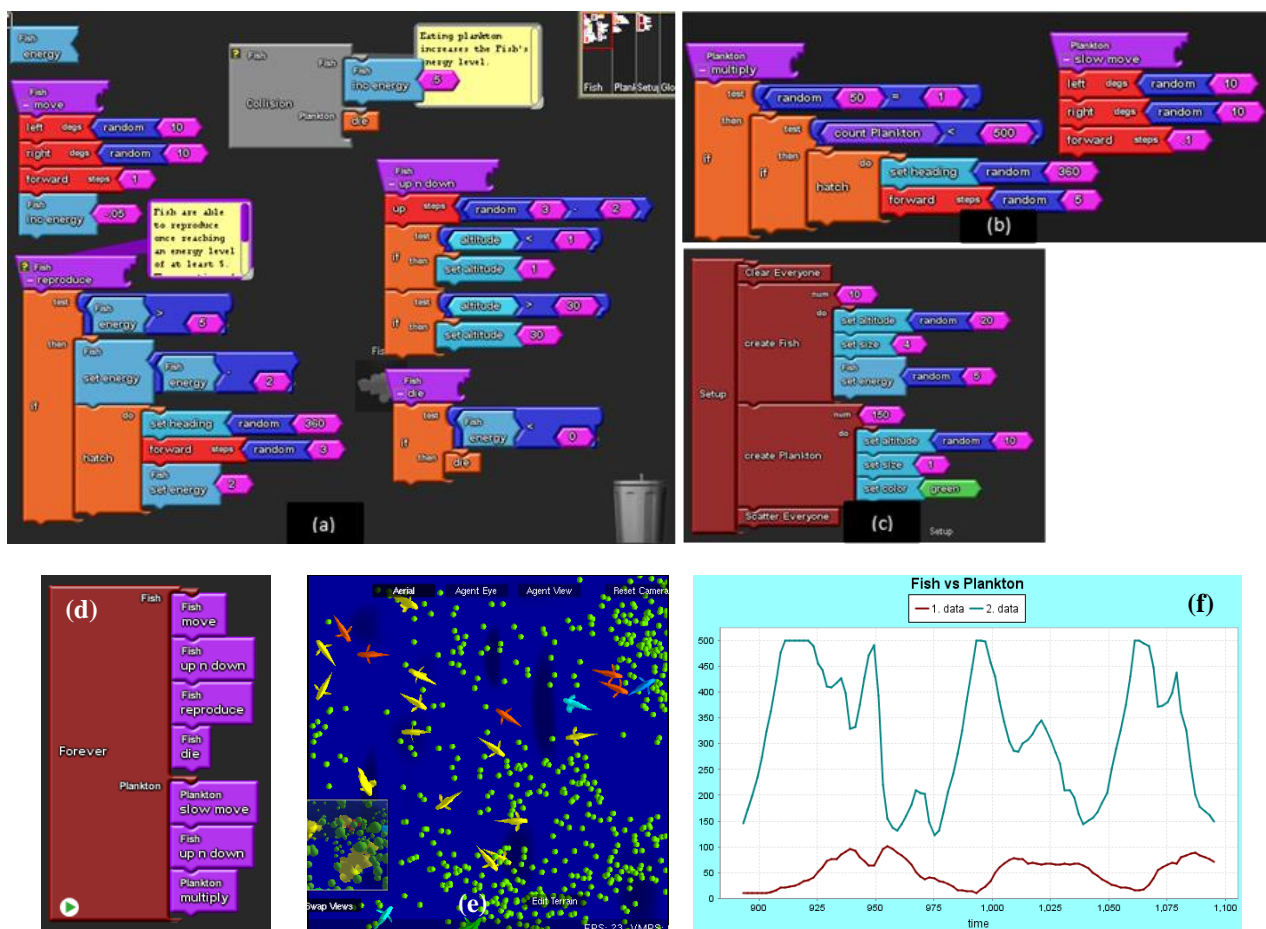 Fish
energy
Fish
- move
left degs random 10
right degs random 10
forward steps 1
Fish
inc energy -.05
? Fish
Collision
Fish
Fish
inc energy 5
Plankton die
Eating plankton
increases the Fish's
energy level.
Fish
Fish are able
to reproduce
once reaching
an energy level
of at least 5.
? Fish
- reproduce
if
test
Fish
energy > 5
then
Fish
set energy
Fish
energy - 2
hatch
do
set heading random 360
forward steps random 3
Fish
set energy 2
Fish
- up n down
up steps random 3 - 2
if
test altitude < 1
then set altitude 1
if
test altitude > 30
then set altitude 30
Fish
- die
if
test
Fish
energy < 0
then die
(a)
Plankton
- multiply
if
test random 50 = 1
then
if
test count Plankton < 500
then
hatch
do
set heading random 360
forward steps random 5
Plankton
- slow move
left degs random 10
right degs random 10
forward steps .1
(b)
Setup
Clear Everyone
create Fish
num 10
do
set altitude random 20
set size 4
Fish
set energy random 5
create Plankton
num 150
do
set altitude random 10
set size 1
set color green
Scatter Everyone
(c)
Setup
(d)
Forever
Fish
Fish
move
Fish
up n down
Fish
reproduce
Fish
die
Plankton
Plankton
slow move
Fish
up n down
Plankton
multiply
Aerial Agent Eye Agent View Reset Camera
Swap Views
(e)
Edit Terrain
FPS: 23
Fish vs Plankton
1. data 2. data
(f)
500
450
400
350
300
250
200
150
100
50
0
900 925 950 975 1,000 1,025 1,050 1,075 1,100
time